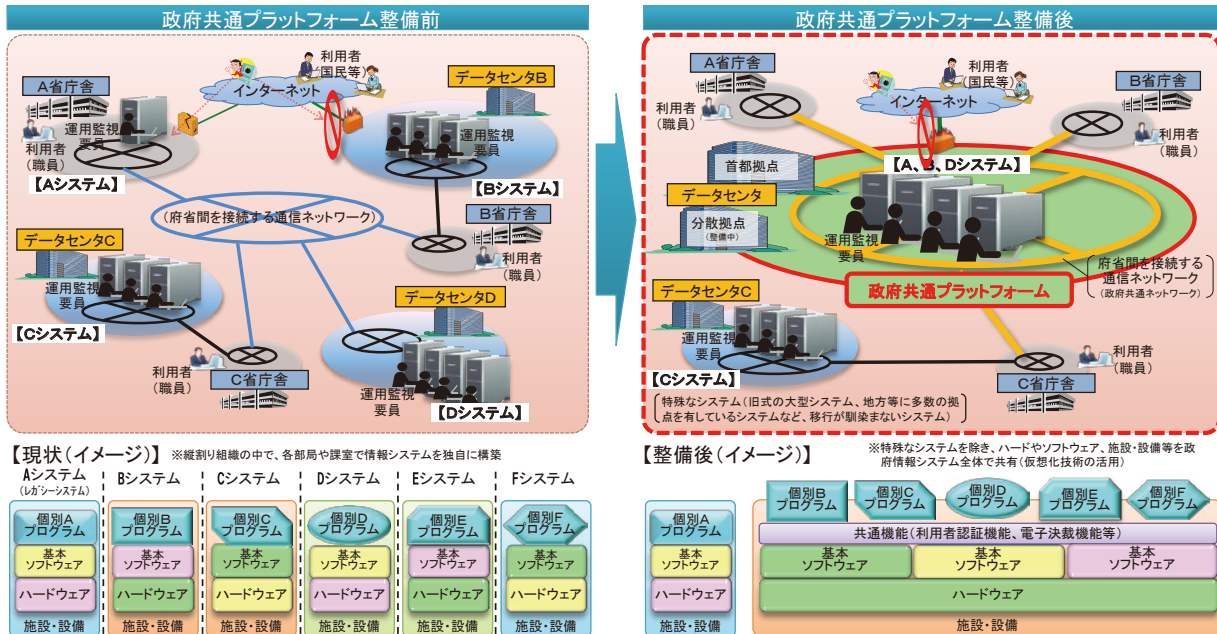 政府共通プラットフォーム整備前
利用者
(国民等)
インターネット
A省庁舎
運用監視
要員
利用者
(職員)
【Aシステム】
データセンタB
運用監視
要員
【Bシステム】
(府省間を接続する通信ネットワーク)
B省庁舎
利用者
(職員)
データセンタC
運用監視
要員
【Cシステム】
利用者
(職員)
C省庁舎
データセンタD
運用監視
要員
【Dシステム】
政府共通プラットフォーム整備後
A省庁舎
利用者
(職員)
利用者
(国民等)
インターネット
B省庁舎
利用者
(職員)
首都拠点
【A、B、Dシステム】
データセンタ
分散拠点
(整備中)
運用監視
要員
府省間を接続する
通信ネットワーク
(政府共通ネットワーク)
政府共通プラットフォーム
データセンタC
運用監視
要員
【Cシステム】
利用者
(職員)
C省庁舎
特殊なシステム(旧式の大型システム、地方等に多数の拠
点を有しているシステムなど、移行が馴染まないシステム)
【現状(イメージ)】 ※縦割り組織の中で、各部局や課室で情報システムを独自に構築
Aシステム
(レガシーシステム)
Bシステム
Cシステム
Dシステム
Eシステム
Fシステム
個別A
プログラム
個別B
プログラム
個別C
プログラム
個別D
プログラム
個別E
プログラム
個別F
プログラム
基本
ソフトウェア
基本
ソフトウェア
基本
ソフトウェア
基本
ソフトウェア
基本
ソフトウェア
基本
ソフトウェア
ハードウェア
ハードウェア
ハードウェア
ハードウェア
ハードウェア
ハードウェア
施設・設備
施設・設備
施設・設備
施設・設備
施設・設備
施設・設備
【整備後(イメージ)】
※特殊なシステムを除き、ハードやソフトウェア、施設・設備等を政
府情報システム全体で共有(仮想化技術の活用)
個別A
プログラム
基本
ソフトウェア
ハードウェア
施設・設備
個別B
プログラム
個別C
プログラム
個別D
プログラム
個別E
プログラム
個別F
プログラム
共通機能(利用者認証機能、電子決裁機能等)
基本
ソフトウェア
基本
ソフトウェア
基本
ソフトウェア
ハードウェア
施設・設備